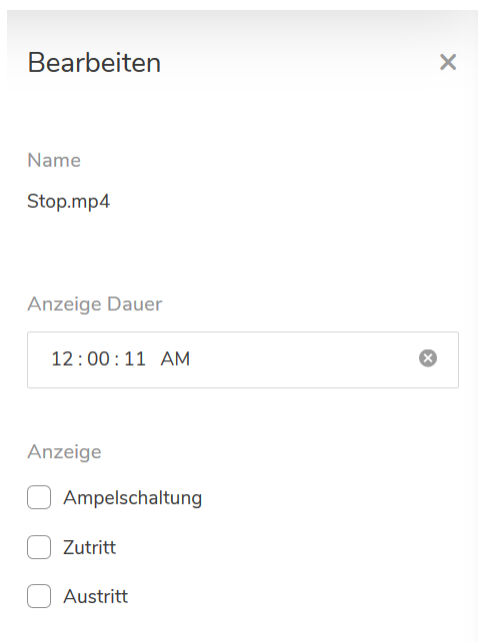 Bearbeiten
Name
Stop.mp4
Anzeige Dauer
12 : 00 : 11 AM
Anzeige
Ampelschaltung
Zutritt
Austritt